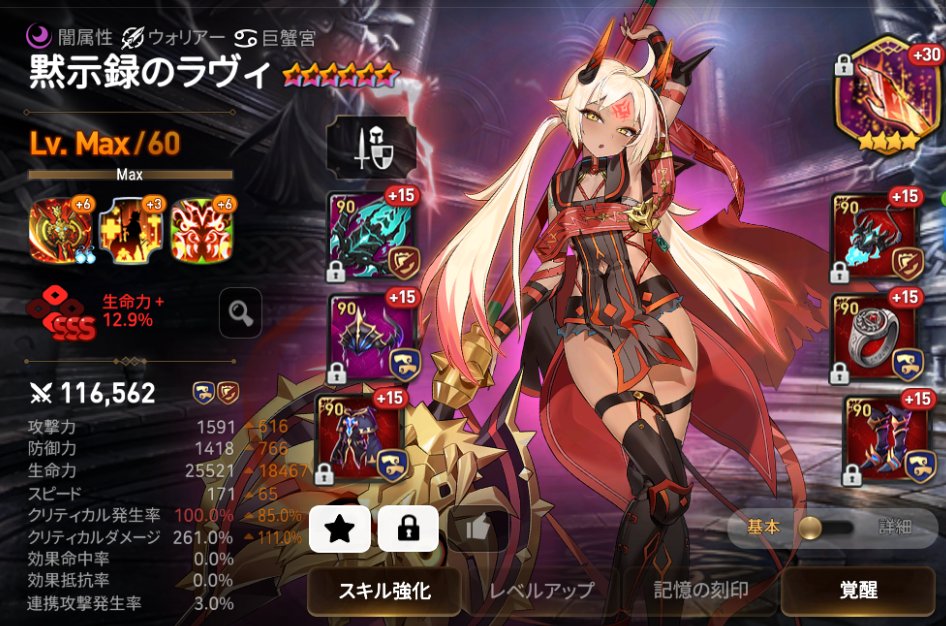 闇属性 ウォリアー 巨蟹宮
黙示録のラヴィ
Lv. Max/60
Max
+6
+3
+6
SSS
生命力+
12.9%
116,562
攻撃力 1591 616
防御力 1418 766
生命力 25521 18467
スピード 171 65
クリティカル発生率 100.0% 85.0%
クリティカルダメージ 261.0% 111.0%
効果命中率 0.0%
効果抵抗率 0.0%
連携攻撃発生率 3.0%
+30
90 +15
90 +15
90 +15
90 +15
90 +15
90 +15
基本 詳細
スキル強化
レベルアップ
記憶の刻印
覚醒